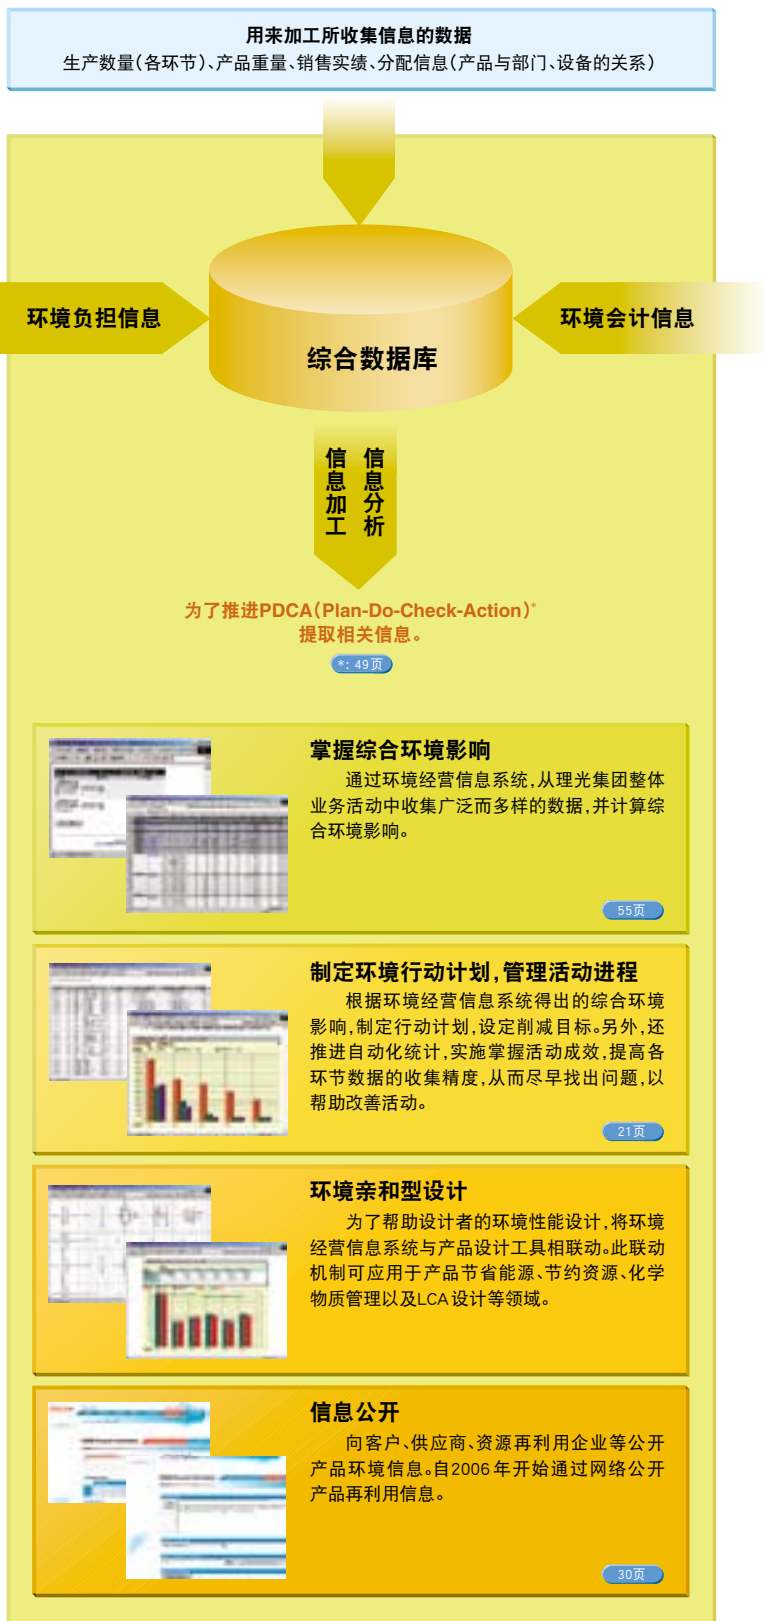 用来加工所收集信息的数据
生产数量(各环节)、产品重量、销售实绩、分配信息(产品与部门、设备的关系)
环境负担信息
综合数据库
环境会计信息
信息加工
信息分析
为了推进PDCA(Plan-Do-Check-Action)*
提取相关信息。
*: 49页
掌握综合环境影响
通过环境经营信息系统,从理光集团整体
业务活动中收集广泛而多样的数据,并计算综
合环境影响。
55页
制定环境行动计划,管理活动进程
根据环境经营信息系统得出的综合环境
影响,制定行动计划,设定削减目标。另外,还
推进自动化统计,实施掌握活动成效,提高各
环节数据的收集精度,从而尽早找出问题,以
帮助改善活动。
21页
环境亲和型设计
为了帮助设计者的环境性能设计,将环境
经营信息系统与产品设计工具相联动。此联动
机制可应用于产品节省能源、节约资源、化学
物质管理以及LCA设计等领域。
信息公开
向客户、供应商、资源再利用企业等公开
产品环境信息。自2006年开始通过网络公开
产品再利用信息。
30页